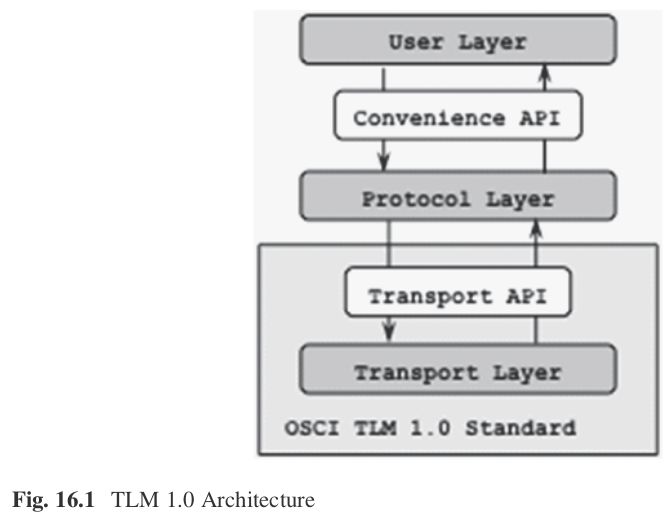 User Layer
Convenience API
Protocol Layer
Transport API
Transport Layer
OSCI TLM 1.0 Standard
Fig. 16.1 TLM 1.0 Architecture